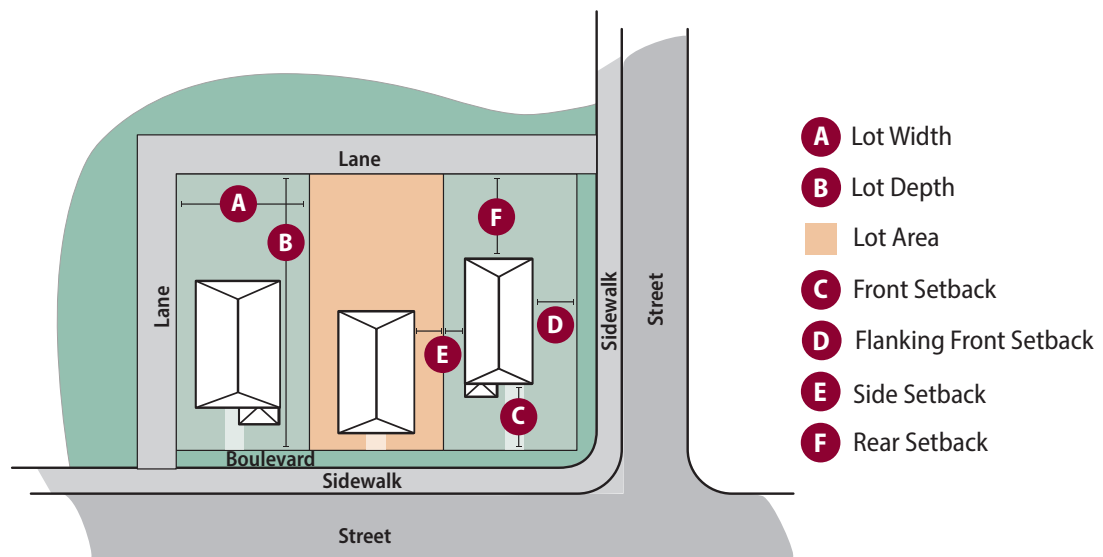 Lane
A
B
F
Lane
D
E
C
Sidewalk
Street
Boulevard
Sidewalk
Street
A Lot Width
B Lot Depth
Lot Area
C Front Setback
D Flanking Front Setback
E Side Setback
F Rear Setback